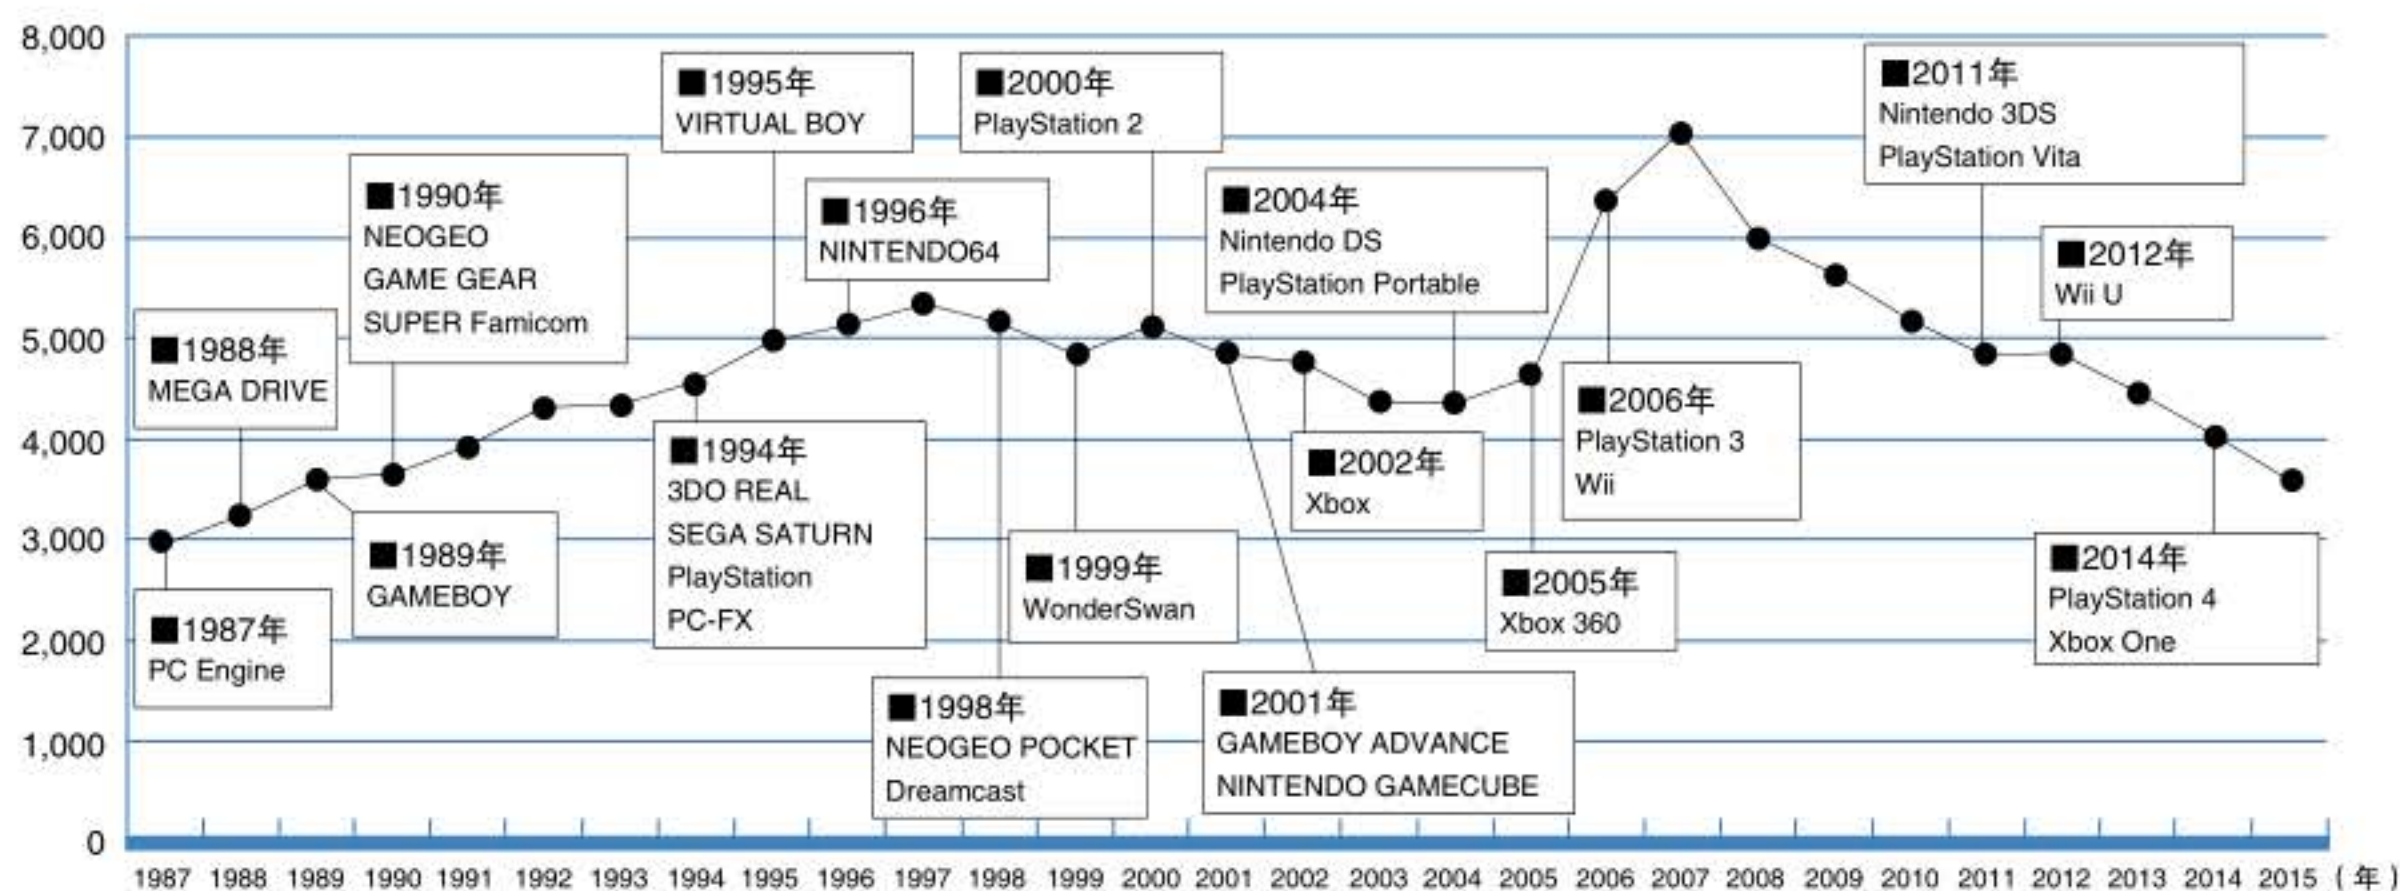 8,000
7,000
6,000
5,000
4,000
3,000
2,000
1,000
0
■1987年
PC Engine
■1988年
MEGA DRIVE
■1989年
GAMEBOY
■1990年
NEOGEO
GAME GEAR
SUPER Famicom
■1994年
3DO REAL
SEGA SATURN
PlayStation
PC-FX
■1995年
VIRTUAL BOY
■1996年
NINTENDO64
■1998年
NEOGEO POCKET
Dreamcast
■1999年
WonderSwan
■2000年
PlayStation 2
■2001年
GAMEBOY ADVANCE
NINTENDO GAMECUBE
■2002年
Xbox
■2004年
Nintendo DS
PlayStation Portable
■2005年
Xbox 360
■2006年
PlayStation 3
Wii
■2011年
Nintendo 3DS
PlayStation Vita
■2012年
Wii U
■2014年
PlayStation 4
Xbox One
1987 1988 1989 1990 1991 1992 1993 1994 1995 1996 1997 1998 1999 2000 2001 2002 2003 2004 2005 2006 2007 2008 2009 2010 2011 2012 2013 2014 2015 (年)